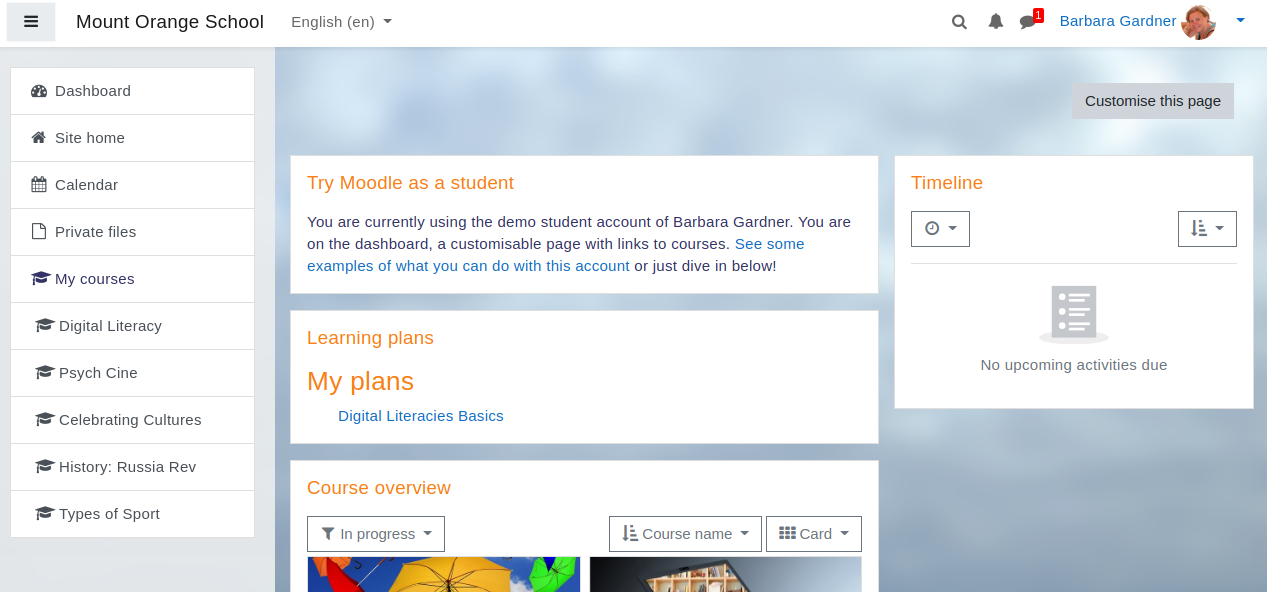 Mount Orange School
English (en)
1
Barbara Gardner
Dashboard
Site home
Calendar
Private files
My courses
Digital Literacy
Psych Cine
Celebrating Cultures
History: Russia Rev
Types of Sport
Customise this page
Try Moodle as a student
You are currently using the demo student account of Barbara Gardner. You are
on the dashboard, a customisable page with links to courses. See some
examples of what you can do with this account or just dive in below!
Learning plans
My plans
Digital Literacies Basics
Course overview
In progress
Course name
Card
Timeline
No upcoming activities due